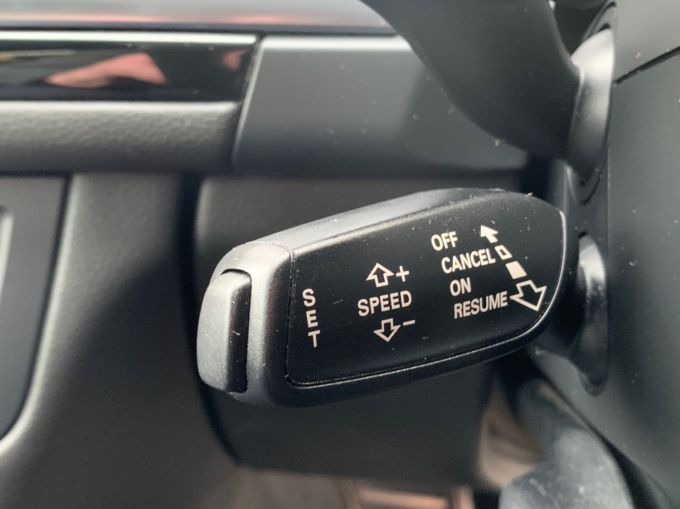 SET
SPEED
+
-
OFF
CANCEL
ON
RESUME